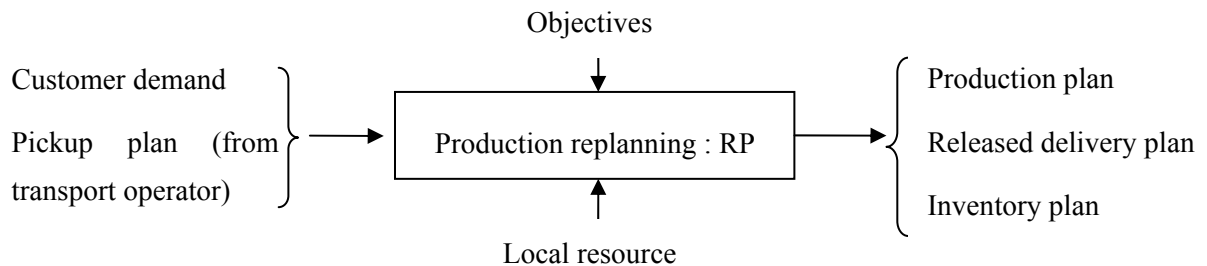 Objectives
Customer demand
Pickup plan (from
transport operator)
Production replanning : RP
Production plan
Released delivery plan
Inventory plan
Local resource